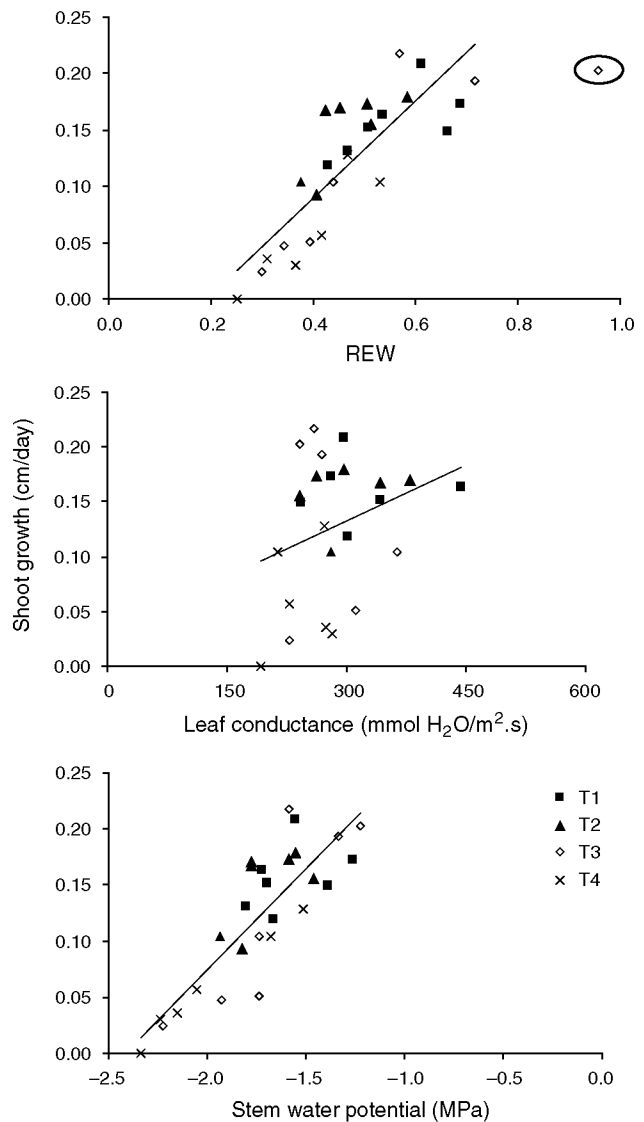 0.25
0.20
0.15
0.10
0.05
0.00
0.0 0.2 0.4 0.6 0.8 1.0
REW
Shoot growth (cm/day)
0.25
0.20
0.15
0.10
0.05
0.00
0 150 300 450 600
Leaf conductance (mmol H₂O/m².s)
0.25
0.20
0.15
0.10
0.05
0.00
T1
T2
T3
T4
–2.5 –2.0 –1.5 –1.0 –0.5 0.0
Stem water potential (MPa)